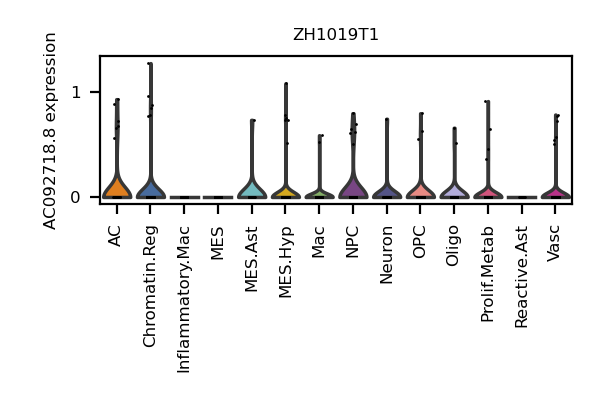 ZH1019T1
AC092718.8 expression
1
0
AC
Chromatin.Reg
Inflammatory.Mac
MES
MES.Ast
MES.Hyp
Mac
NPC
Neuron
OPC
Oligo
Prolif.Metab
Reactive.Ast
Vasc